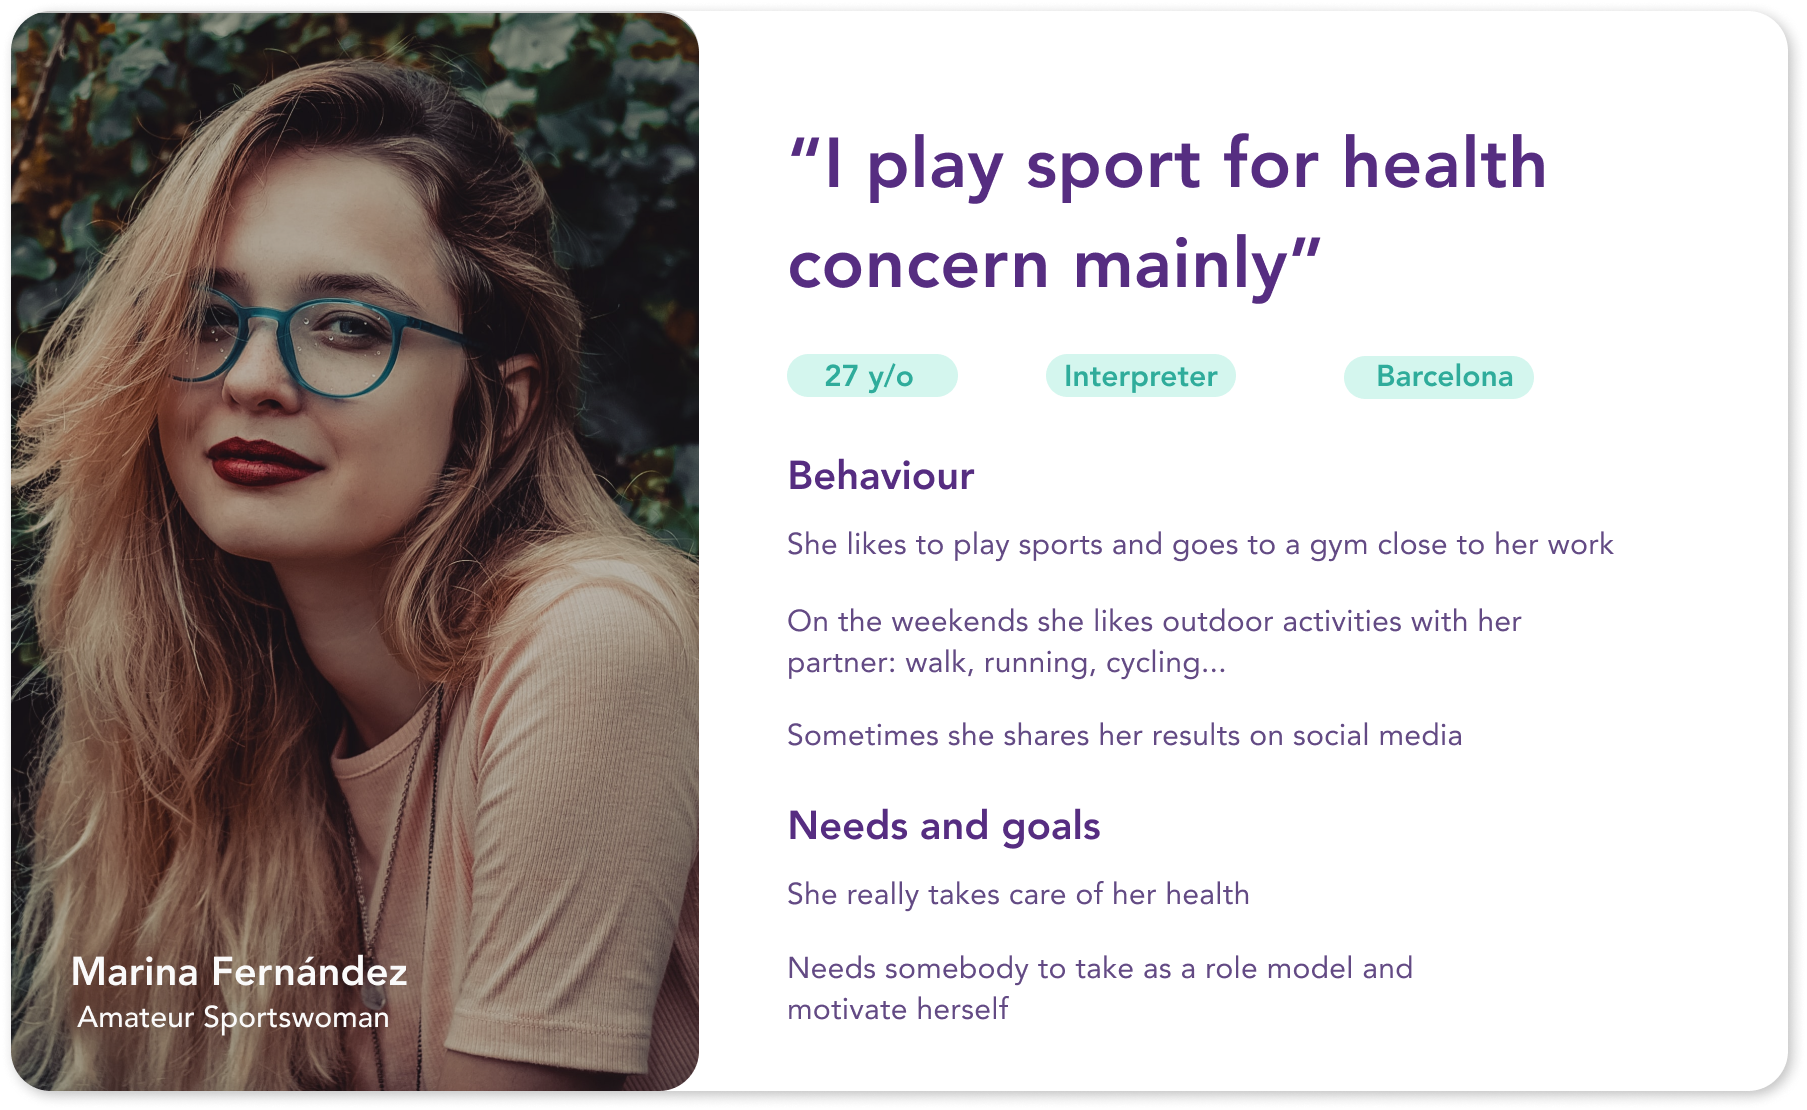 “I play sport for health
concern mainly”
27 y/o
Interpreter
Barcelona
Behaviour
She likes to play sports and goes to a gym close to her work
On the weekends she likes outdoor activities with her
partner: walk, running, cycling...
Sometimes she shares her results on social media
Needs and goals
She really takes care of her health
Needs somebody to take as a role model and
motivate herself
Marina Fernández
Amateur Sportswoman